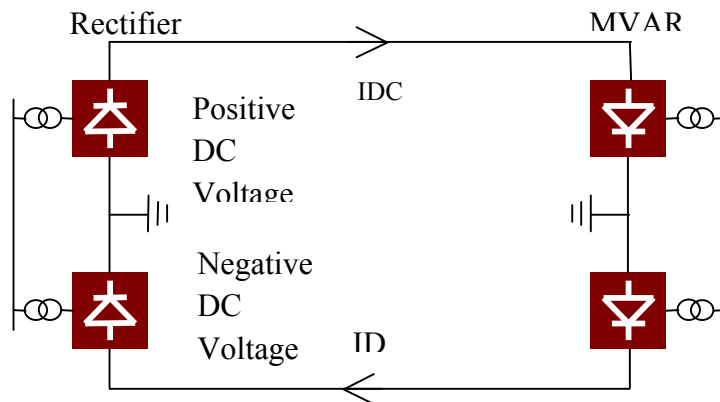 Rectifier
MVAR
IDC
Positive
DC
Voltage
Negative
DC
Voltage
ID